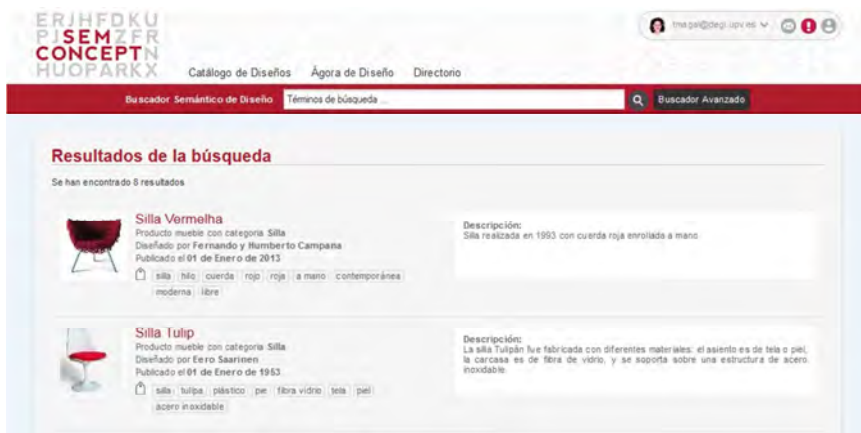 ERJHFDKU
PJSEMZFR
CONCEPTN
HUOPARKX
Catálogo de Diseños Ágora de Diseño Directorio
Buscador Semántico de Diseño Términos de búsqueda ... Buscador Avanzado
Resultados de la búsqueda
Se han encontrado 8 resultados
Silla Vermelha
Producto mueble con categoria Silla
Diseñado por Fernando y Humberto Campana
Publicado el 01 de Enero de 2013
silla hilo cuerda rojo roja a mano contemporánea
moderna libre
Descripción:
Silla realizada en 1993 con cuerda roja enrollada a mano
Silla Tulip
Producto mueble con categoria Silla
Diseñado por Eero Saarinen
Publicado el 01 de Enero de 1953
silla tulipa plástico pie fibra vidrio tela piel
acero inoxidable
Descripción:
La silla Tulipán fue fabricada con diferentes materiales: el asiento es de tela o piel,
la carcasa es de fibra de vidrio, y se soporta sobre una estructura de acero
inoxidable.